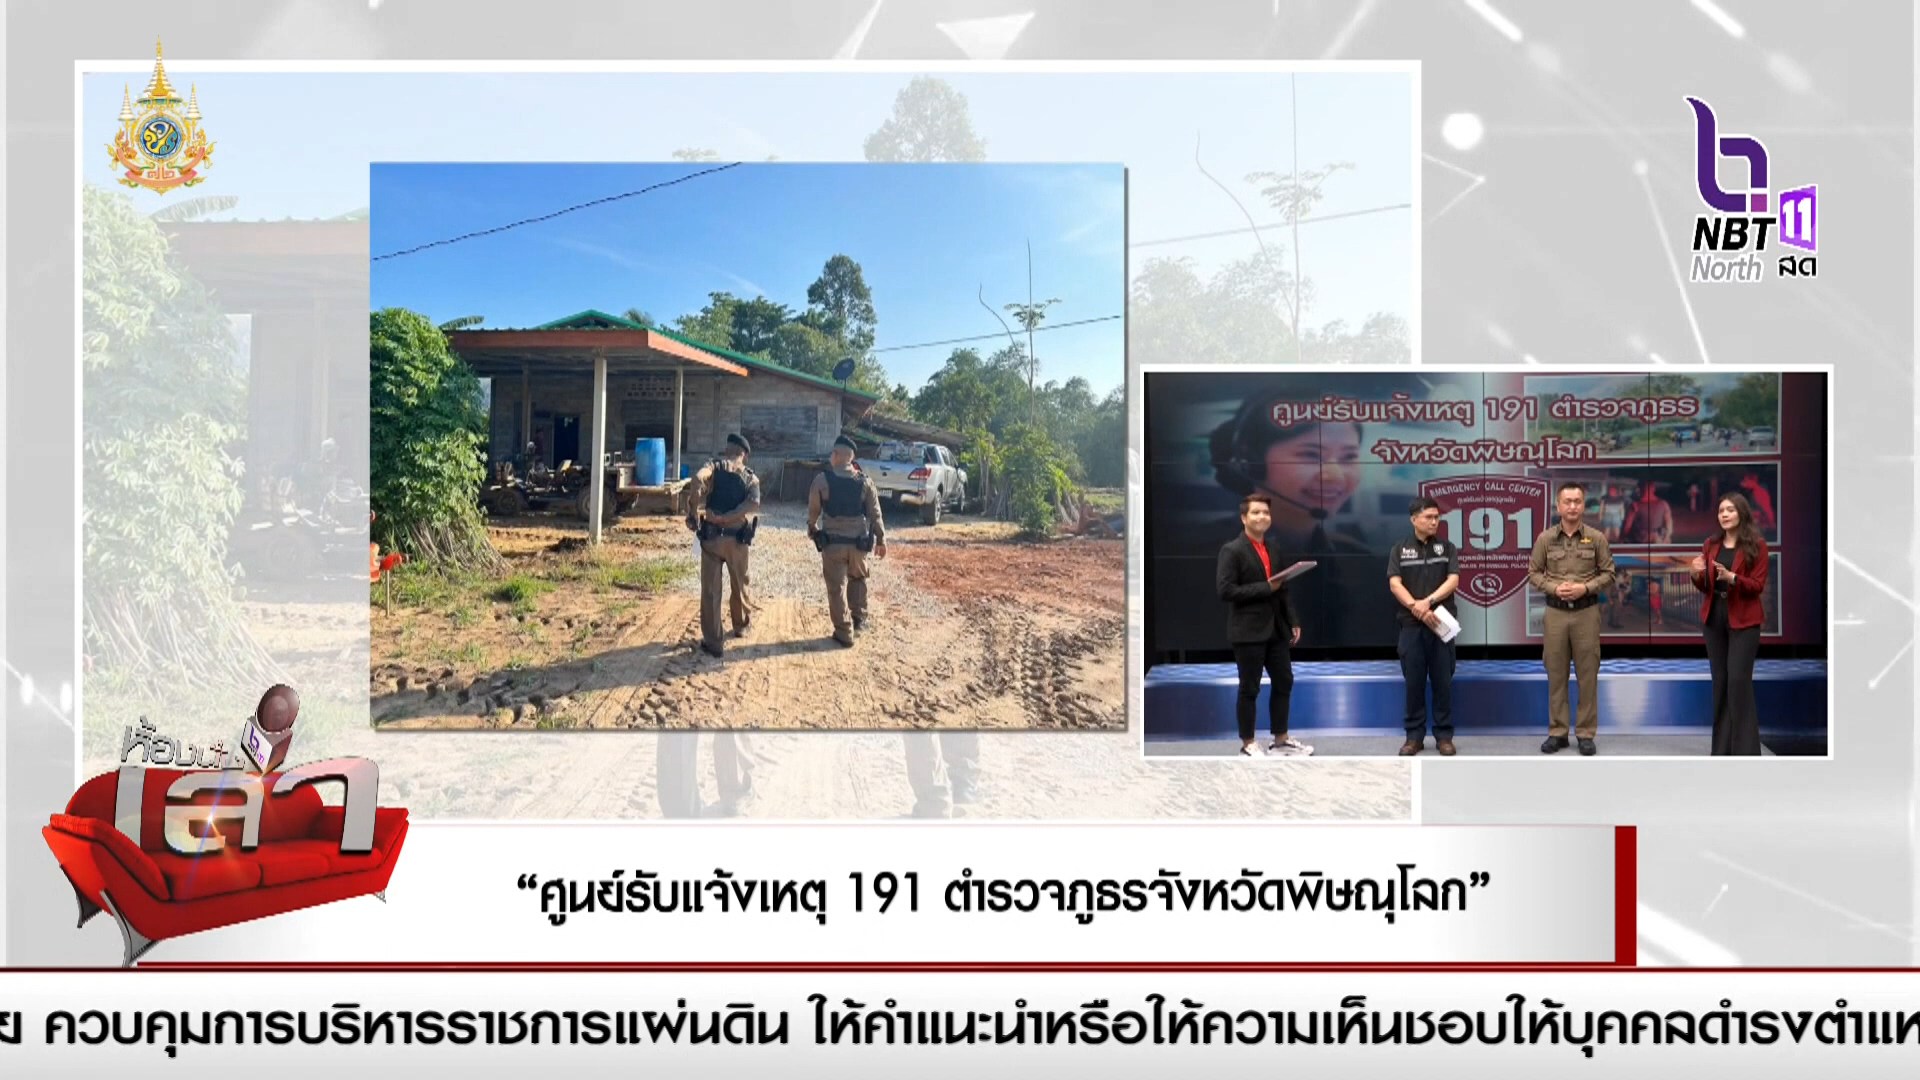 NBT 11
North สด
ศูนย์รับแจ้งเหตุ 191 ตำรวจภูธร
จังหวัดพิษณุโลก
EMERGENCY CALL CENTER
191
ห้องนั่ง
เล่า
“ศูนย์รับแจ้งเหตุ 191 ตำรวจภูธรจังหวัดพิษณุโลก”
ย ควบคุมการบริหารราชการแผ่นดิน ให้คำแนะนำหรือให้ความเห็นชอบให้บุคคลดำรงตำแห